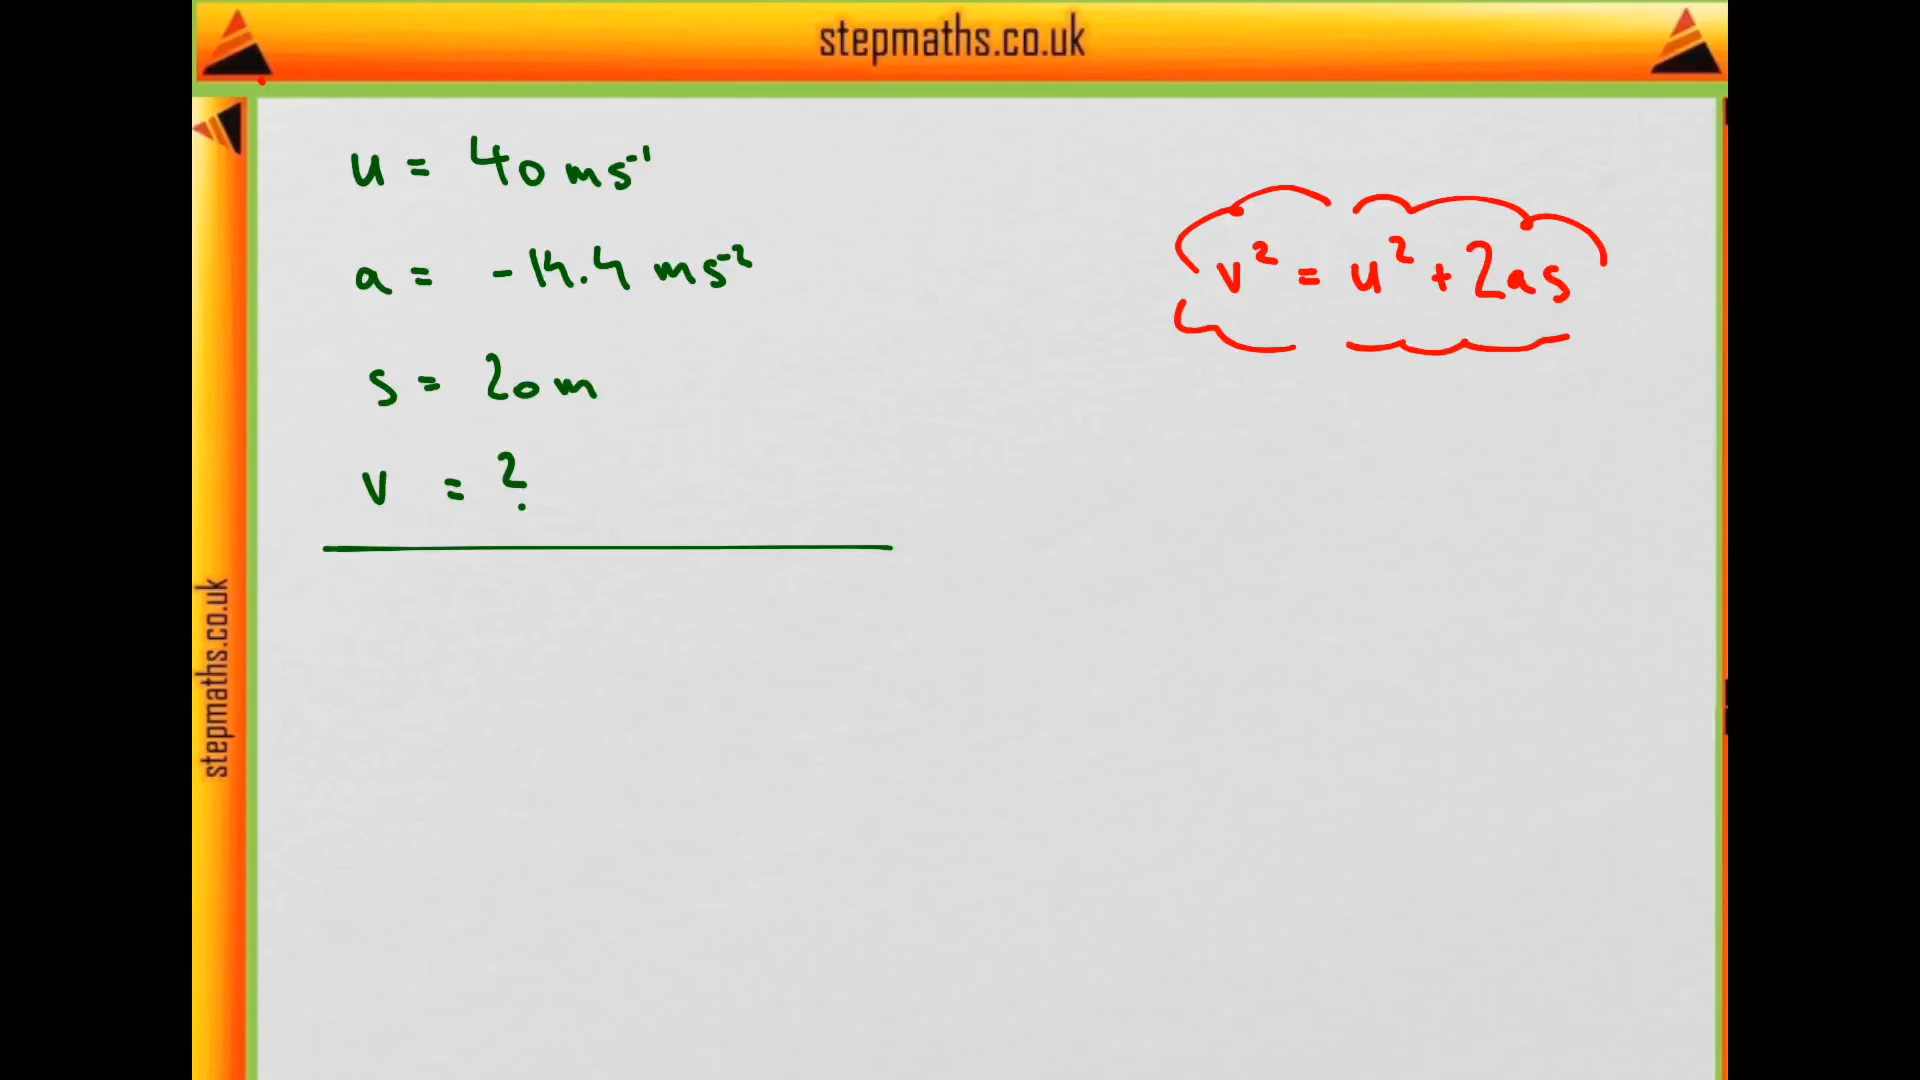 stepmaths.co.uk
u = 40 ms⁻¹
a = -14.4 ms⁻²
s = 20 m
v = ?
v² = u² + 2as
stepmaths.co.uk